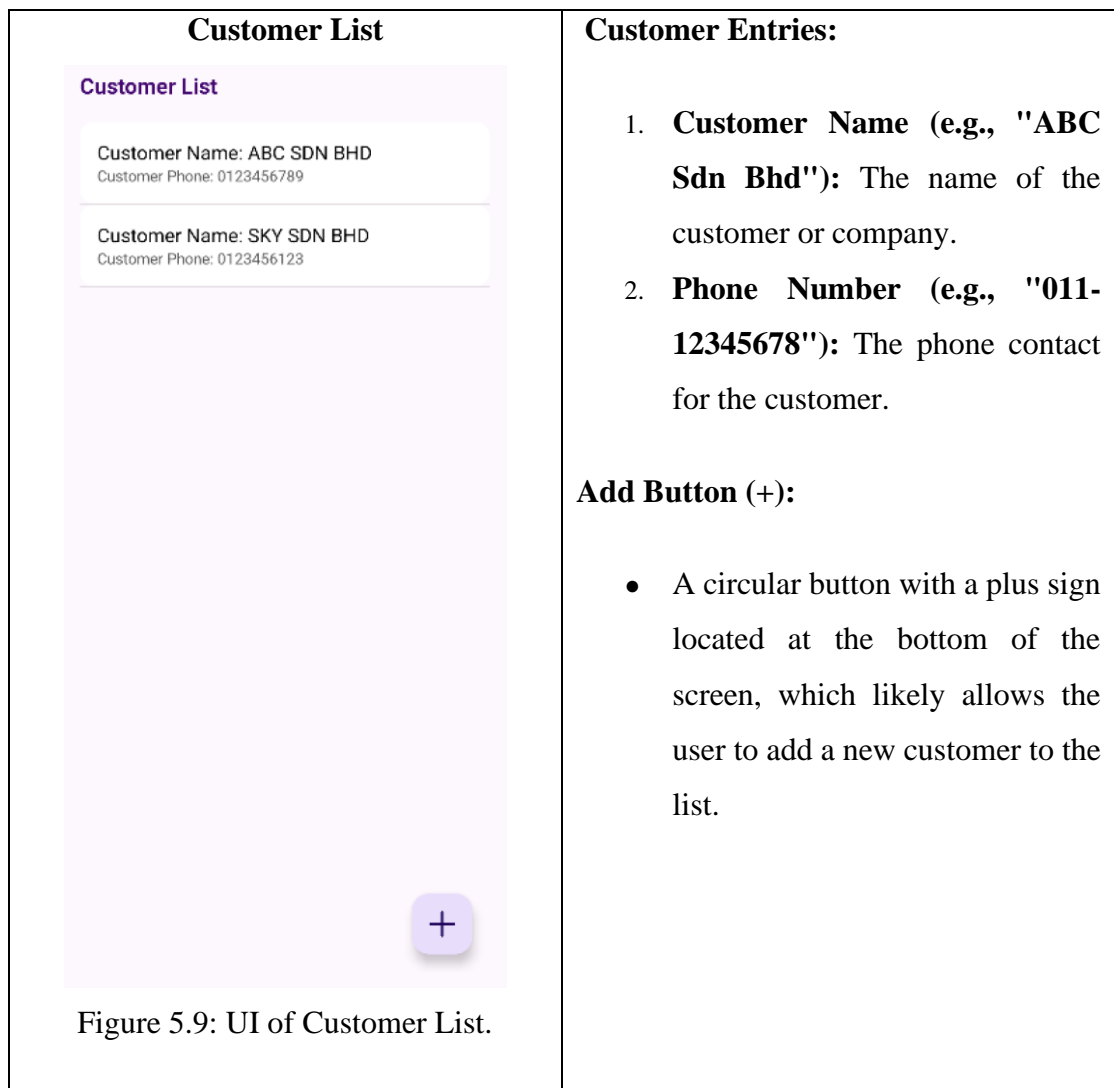 Customer List
Customer List
Customer Name: ABC SDN BHD
Customer Phone: 0123456789
Customer Name: SKY SDN BHD
Customer Phone: 0123456123
+
Figure 5.9: UI of Customer List.
Customer Entries:
1. Customer Name (e.g., "ABC
Sdn Bhd"): The name of the
customer or company.
2. Phone Number (e.g., "011-
12345678"): The phone contact
for the customer.
Add Button (+):
● A circular button with a plus sign
located at the bottom of the
screen, which likely allows the
user to add a new customer to the
list.